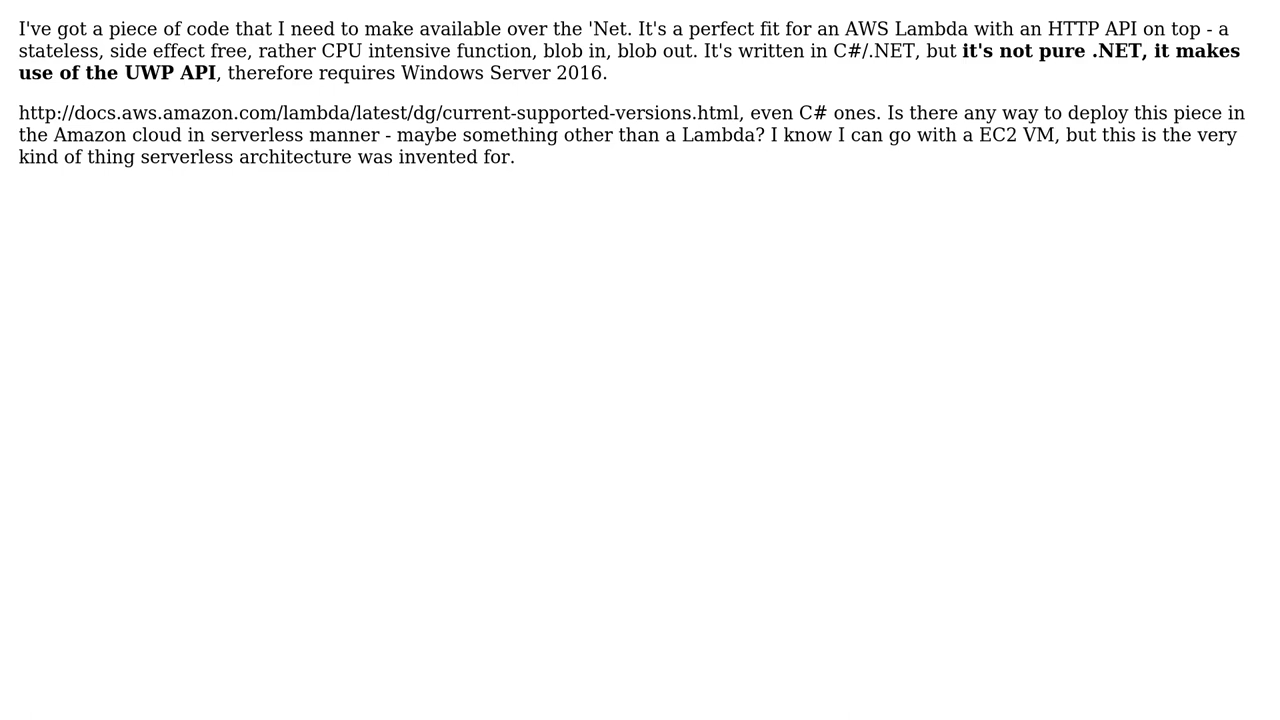 I've got a piece of code that I need to make available over the 'Net. It's a perfect fit for an AWS Lambda with an HTTP API on top - a
stateless, side effect free, rather CPU intensive function, blob in, blob out. It's written in C#/.NET, but it's not pure .NET, it makes
use of the UWP API, therefore requires Windows Server 2016.
http://docs.aws.amazon.com/lambda/latest/dg/current-supported-versions.html, even C# ones. Is there any way to deploy this piece in
the Amazon cloud in serverless manner - maybe something other than a Lambda? I know I can go with a EC2 VM, but this is the very
kind of thing serverless architecture was invented for.